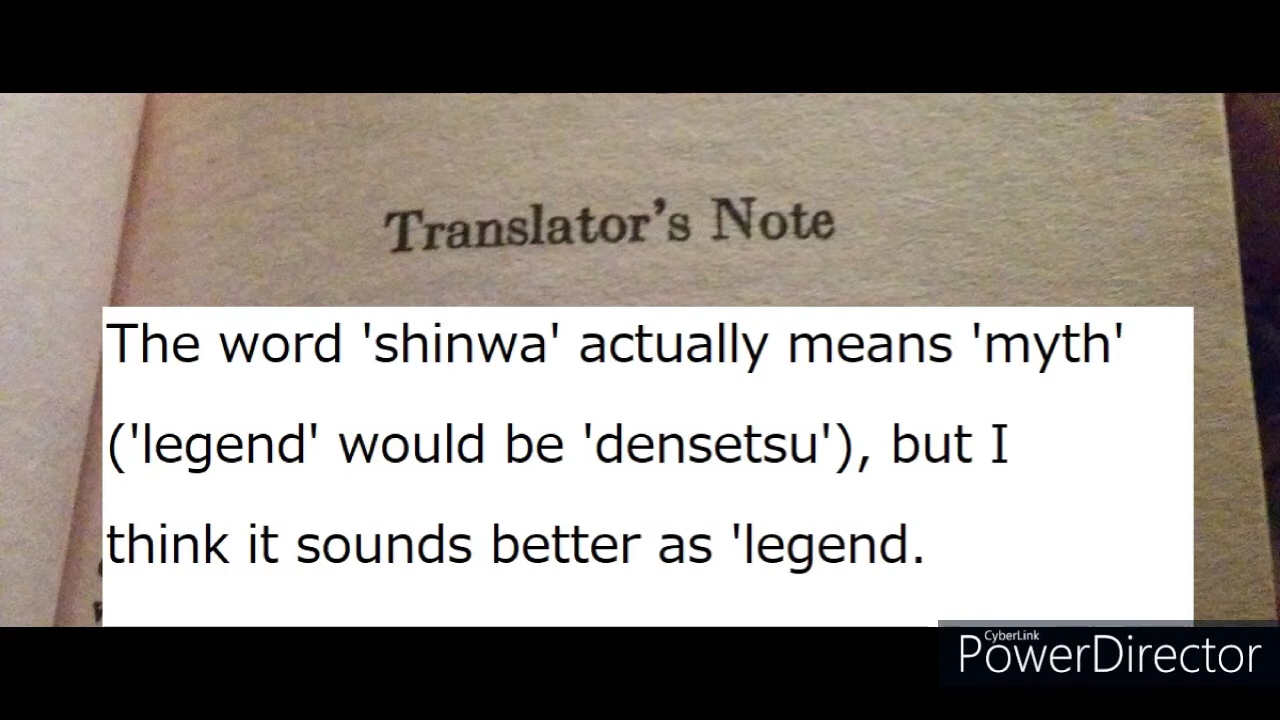 Translator's Note
The word 'shinwa' actually means 'myth'
('legend' would be 'densetsu'), but I
think it sounds better as 'legend.
CyberLink
PowerDirector